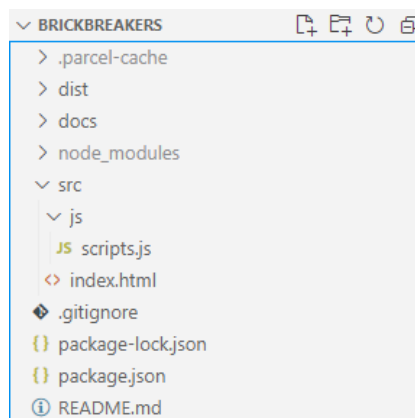 BRICKBREAKERS
.parcel-cache
dist
docs
node_modules
src
js
JS scripts.js
<> index.html
.gitignore
{} package-lock.json
{} package.json
README.md